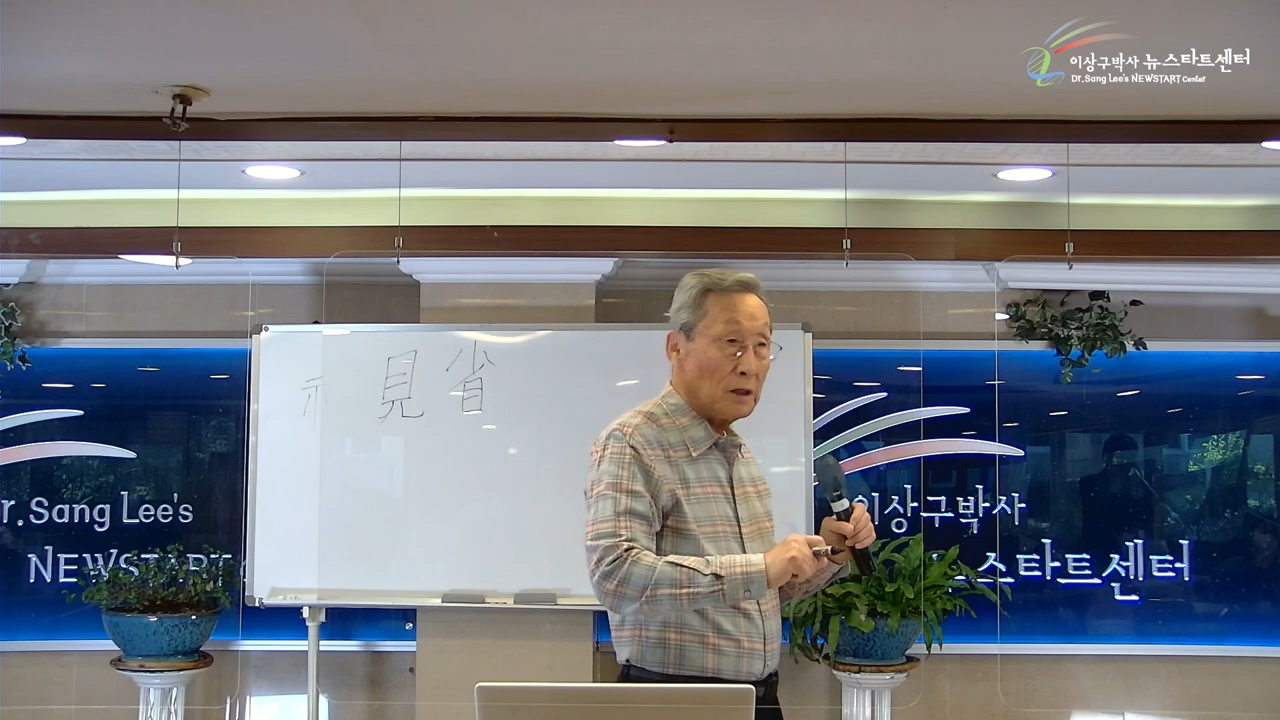 이상구박사 뉴스타트센터
Dr. Sang Lee's NEWSTART Center
示 見 省
r. Sang Lee's
NEWSTART
이상구박사
스타트센터